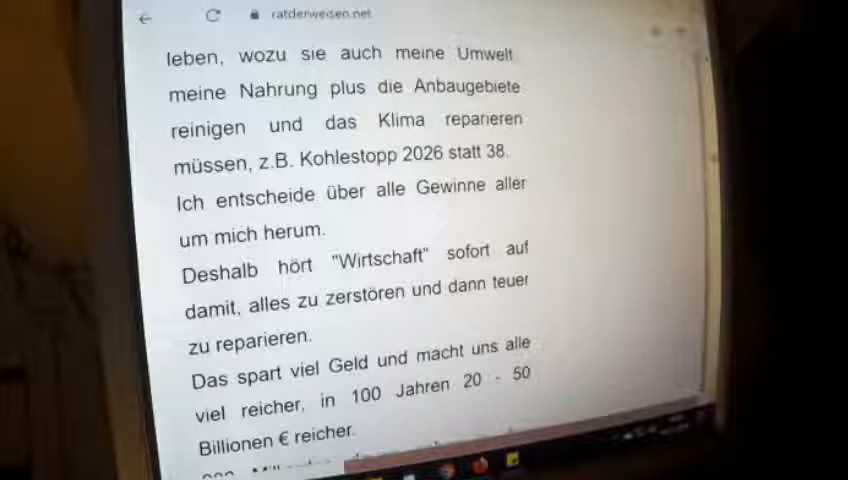 ratderweisen.net
leben, wozu sie auch meine Umwelt
meine Nahrung plus die Anbaugebiete
reinigen und das Klima reparieren
müssen, z.B. Kohlestopp 2026 statt 38.
Ich entscheide über alle Gewinne aller
um mich herum.
Deshalb hört "Wirtschaft" sofort auf
damit, alles zu zerstören und dann teuer
zu reparieren.
Das spart viel Geld und macht uns alle
viel reicher, in 100 Jahren 20 - 50
Billionen € reicher.